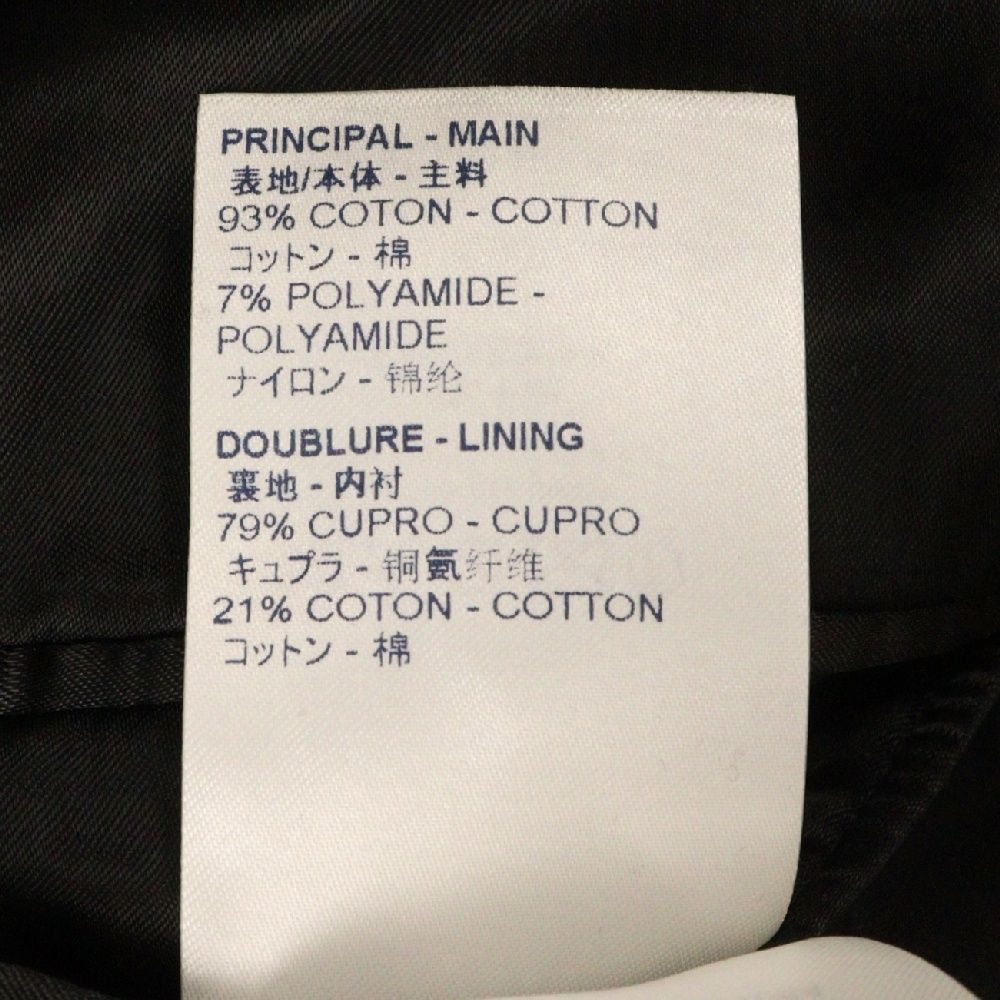 PRINCIPAL - MAIN
表地/本体 - 主料
93% COTON - COTTON
コットン - 棉
7% POLYAMIDE -
POLYAMIDE
ナイロン - 锦纶
DOUBLURE - LINING
裏地 - 内衬
79% CUPRO - CUPRO
キュプラ - 铜氨纤维
21% COTON - COTTON
コットン - 棉